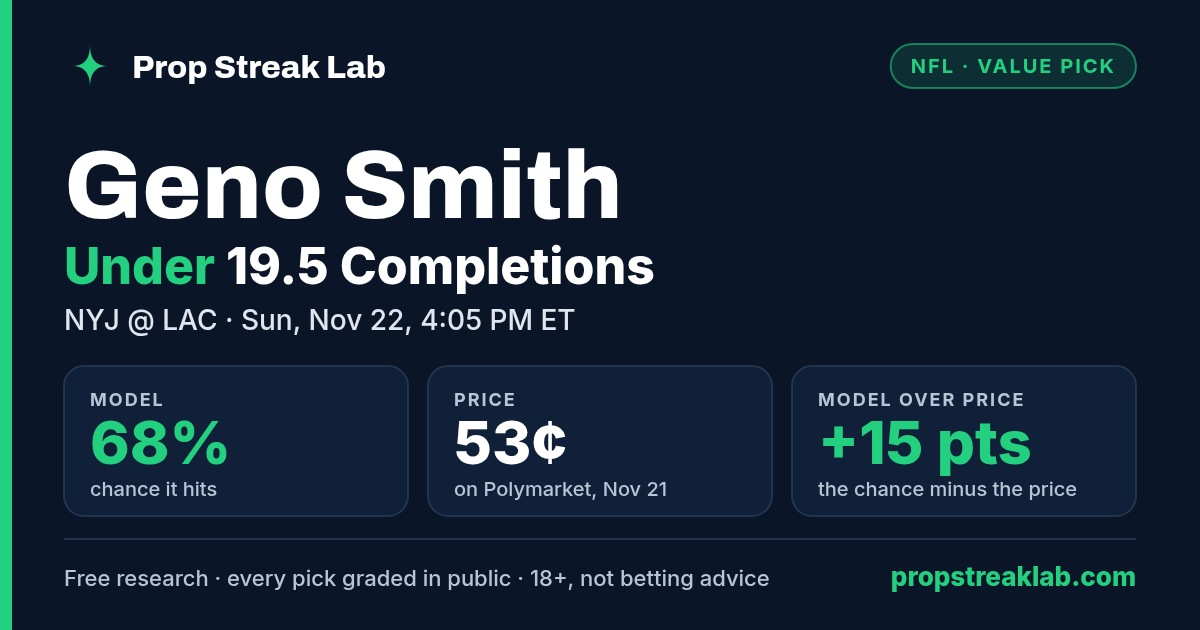 Prop Streak Lab
NFL · VALUE PICK
Geno Smith
Under 19.5 Completions
NYJ @ LAC · Sun, Nov 22, 4:05 PM ET
MODEL
68%
chance it hits
PRICE
53¢
on Polymarket, Nov 21
MODEL OVER PRICE
+15 pts
the chance minus the price
Free research · every pick graded in public · 18+, not betting advice
propstreaklab.com